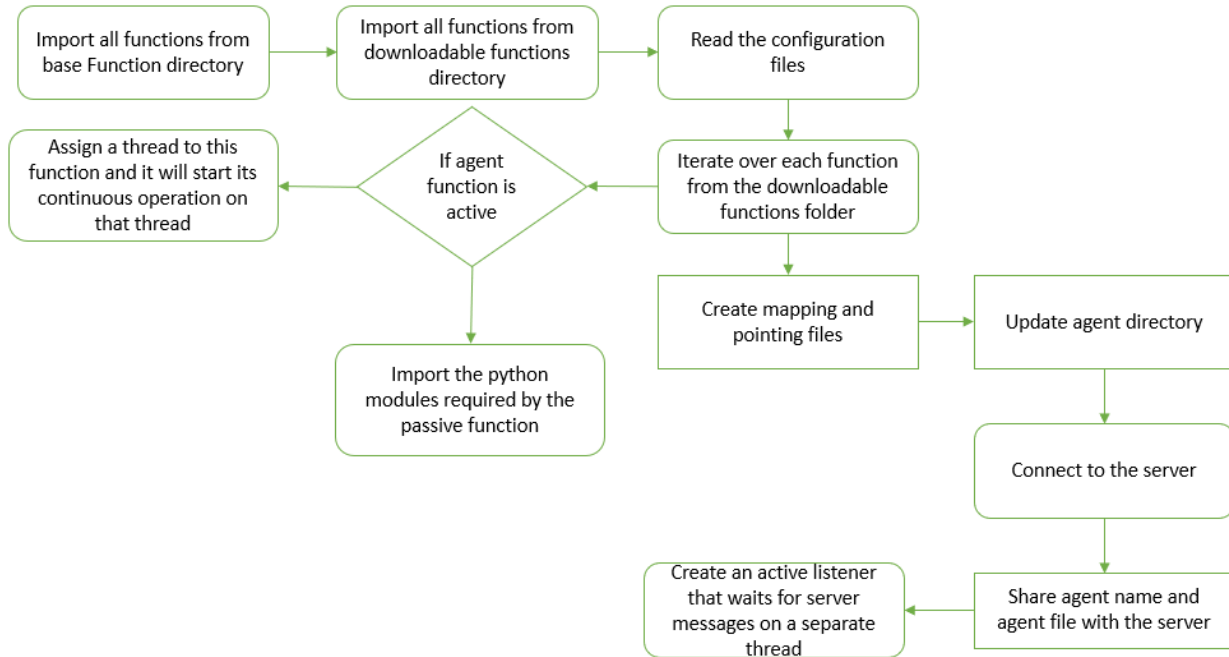 Import all functions from
base Function directory
Import all functions from
downloadable functions
directory
Read the configuration
files
Assign a thread to this
function and it will start its
continuous operation on
that thread
If agent
function is
active
Iterate over each function
from the downloadable
functions folder
Create mapping and
pointing files
Update agent directory
Import the python
modules required by the
passive function
Connect to the server
Create an active listener
that waits for server
messages on a separate
thread
Share agent name and
agent file with the server